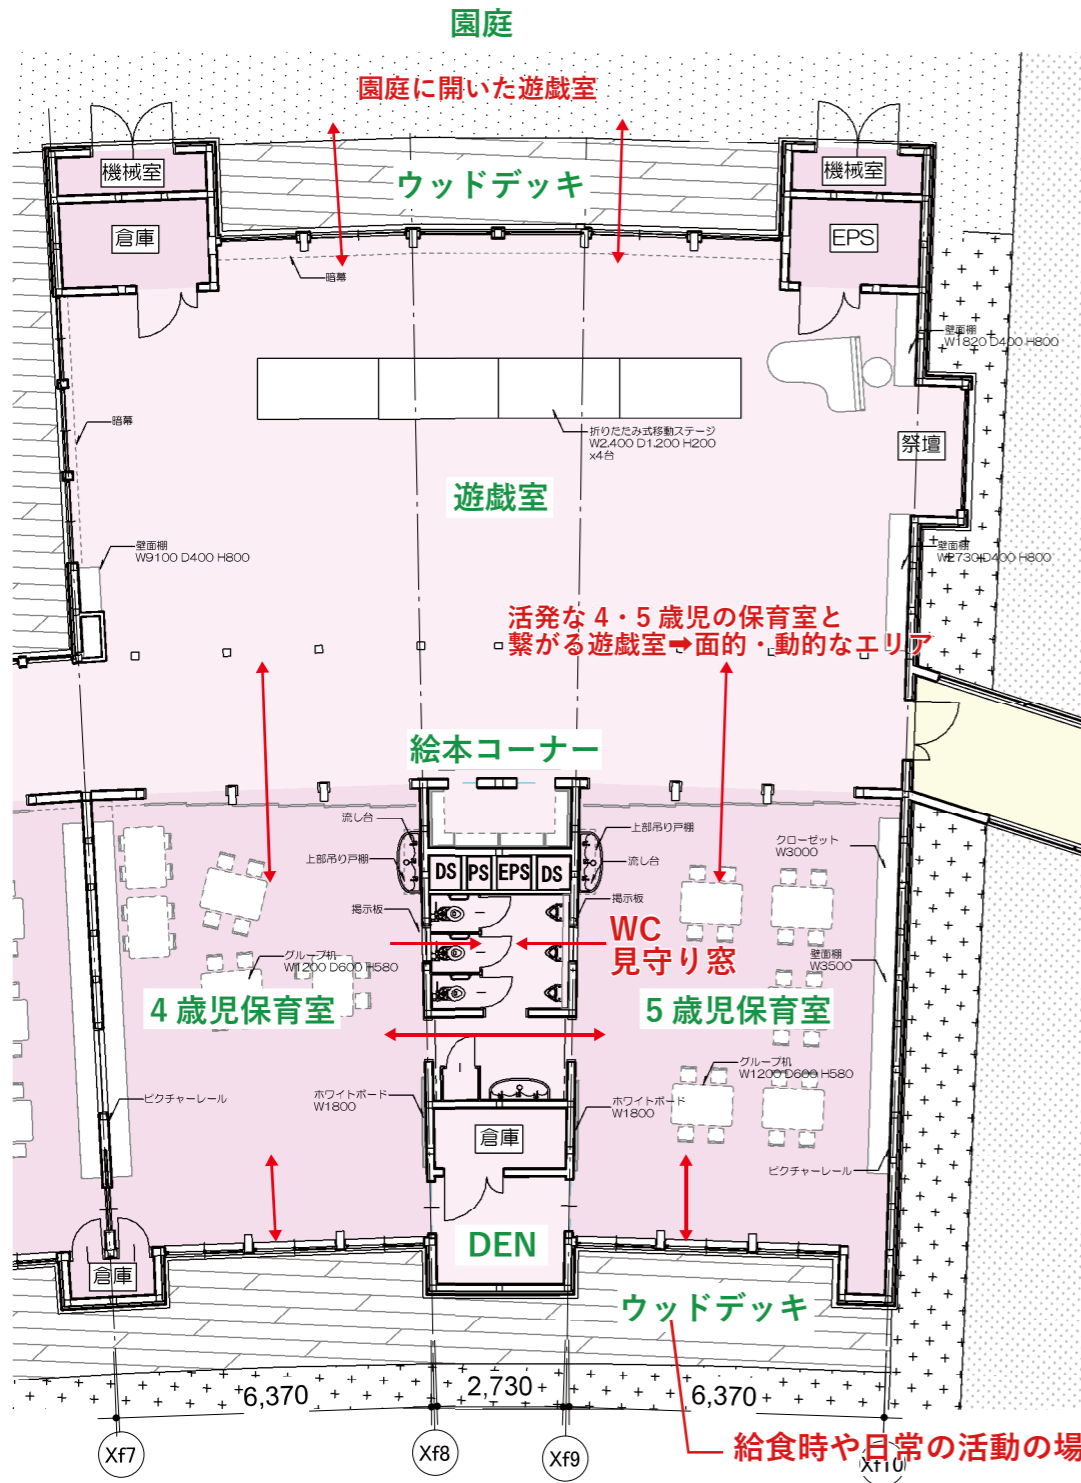 園庭
園庭に開いた遊戯室
機械室
機械室
ウッドデッキ
倉庫
EPS
暗幕
壁面棚
W1820 D400 H800
暗幕
折りたたみ式移動ステージ
W2,400 D1,200 H200
x4台
祭壇
遊戯室
壁面棚
W9100 D400 H800
壁面棚
W2730 D400 H800
活発な4・5歳児の保育室と
繋がる遊戯室➡面的・動的なエリア
絵本コーナー
流し台
上部吊り戸棚
上部吊り戸棚
流し台
クローゼット
W3000
DS
PS
EPS
DS
掲示板
掲示板
WC
見守り窓
グループ机
W1200 D600 H580
壁面棚
W3500
4歳児保育室
5歳児保育室
グループ机
W1200 D600 H580
ピクチャーレール
ホワイトボード
W1800
ホワイトボード
W1800
倉庫
ピクチャーレール
DEN
倉庫
ウッドデッキ
6,370
2,730
6,370
給食時や日常の活動の場
Xf7
Xf8
Xf9
Xf10